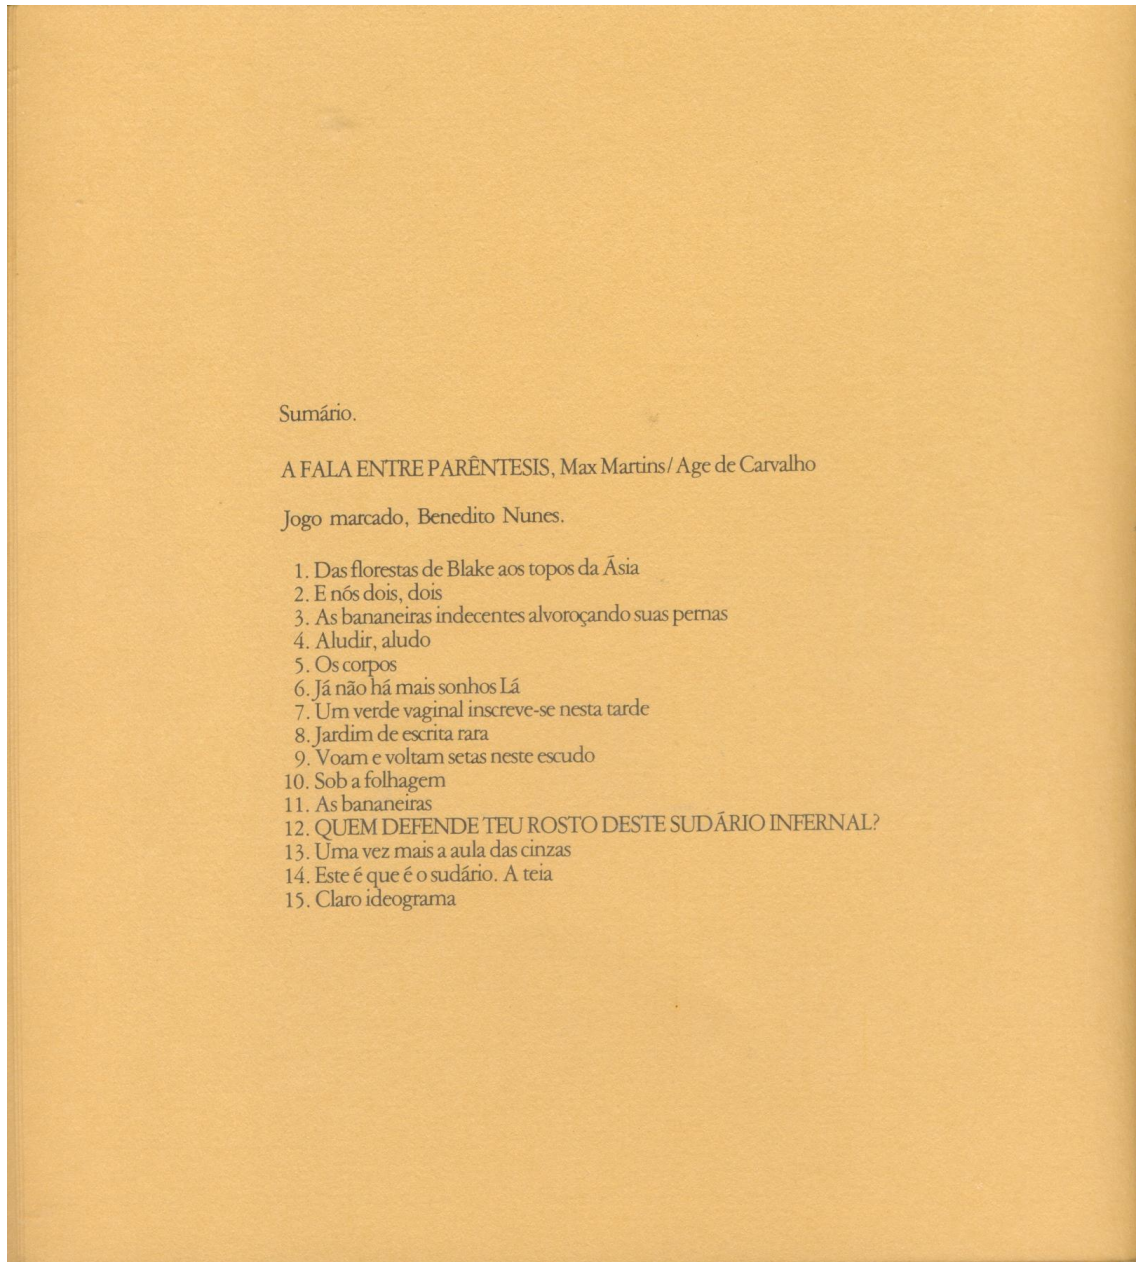 Sumário.
A FALA ENTRE PARÊNTESIS, Max Martins/ Age de Carvalho
Jogo marcado, Benedito Nunes.
1. Das florestas de Blake aos topos da Ásia
2. E nós dois, dois
3. As bananeiras indecentes alvoroçando suas pernas
4. Aludir, aludo
5. Os corpos
6. Já não há mais sonhos Lá
7. Um verde vaginal inscreve-se nesta tarde
8. Jardim de escrita rara
9. Voam e voltam setas neste escudo
10. Sob a folhagem
11. As bananeiras
12. QUEM DEFENDE TEU ROSTO DESTE SUDÁRIO INFERNAL?
13. Uma vez mais a aula das cinzas
14. Este é que é o sudário. A teia
15. Claro ideograma